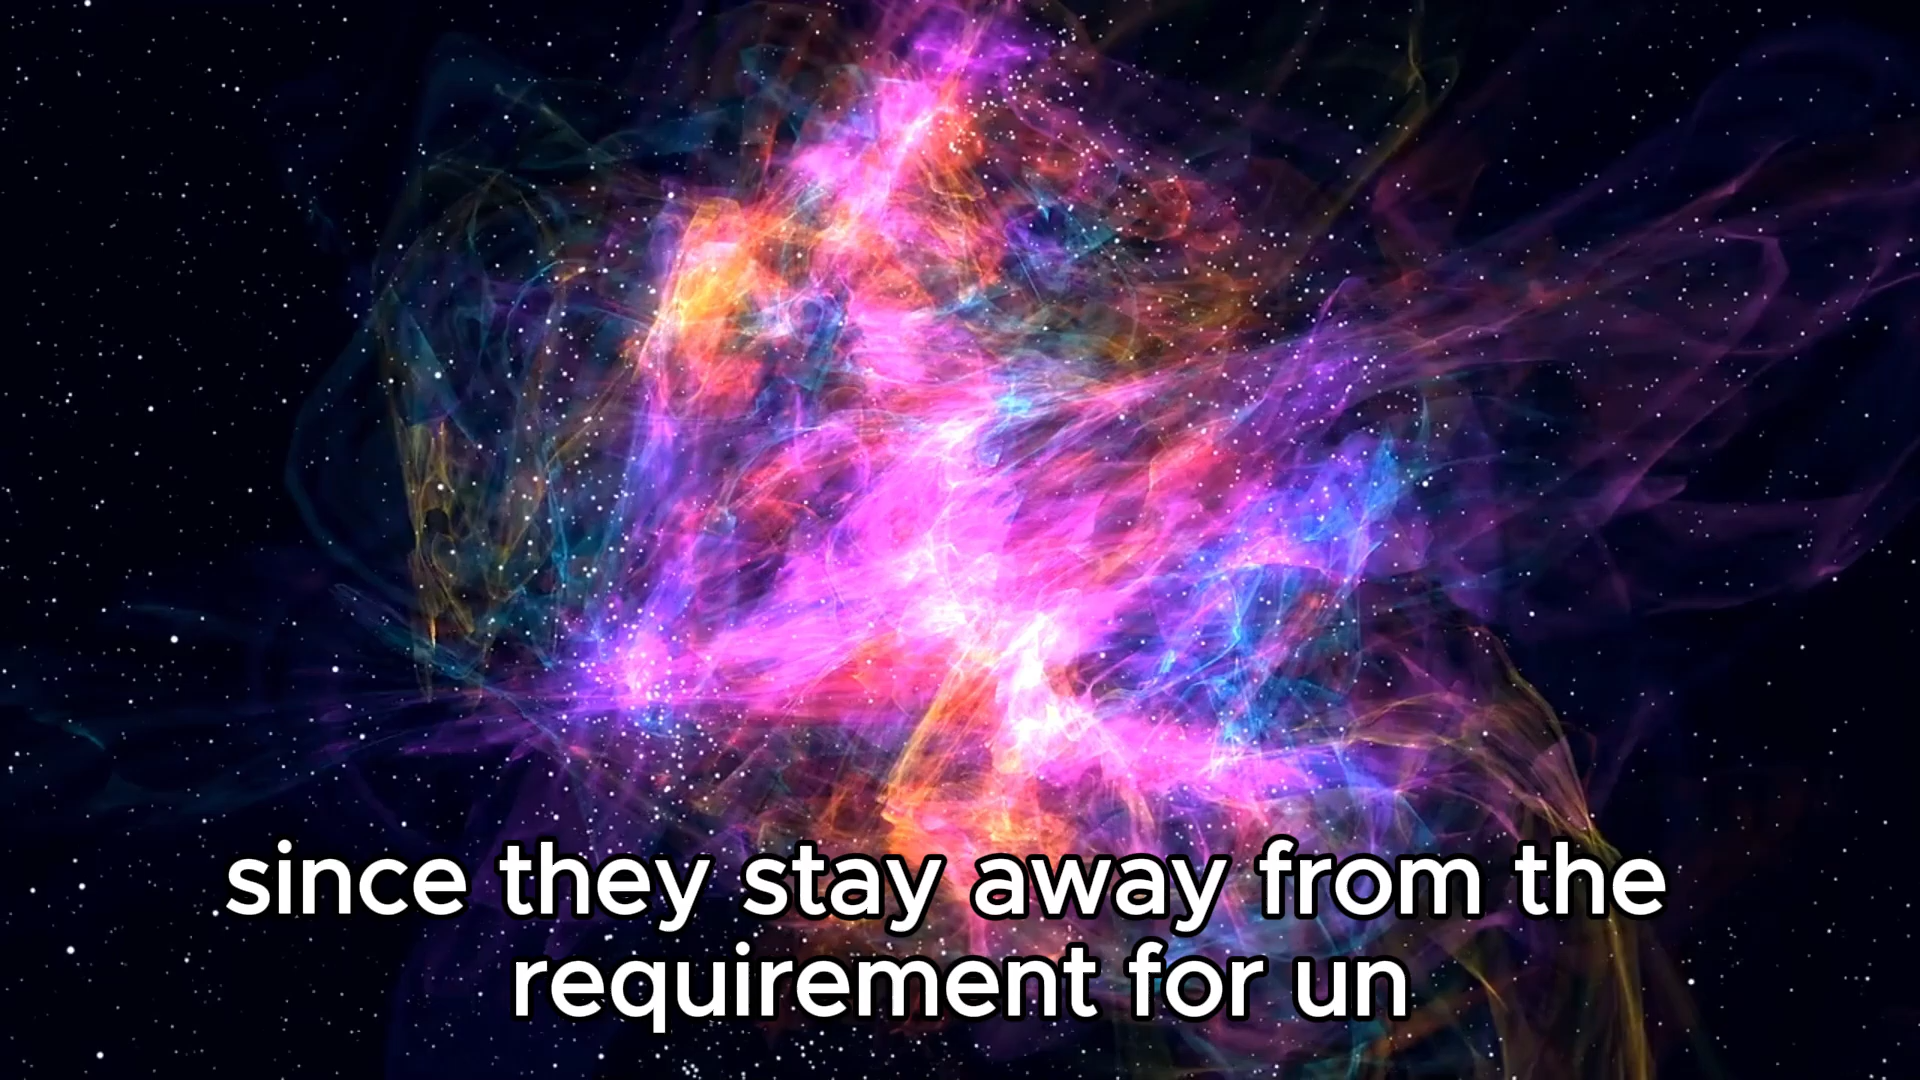 since they stay away from the
requirement for un